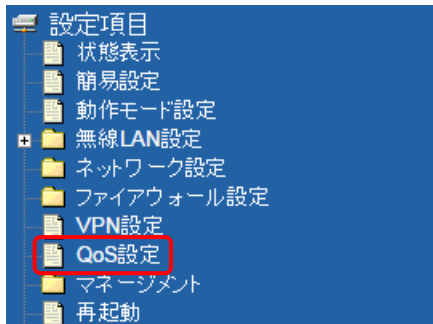 設定項目
状態表示
簡易設定
動作モード設定
無線LAN設定
ネットワーク設定
ファイアウォール設定
VPN設定
QoS設定
マネージメント
再起動